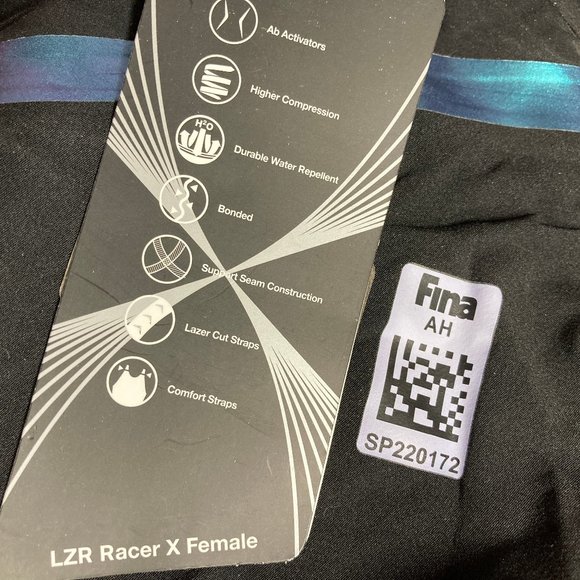 Ab Activators
Higher Compression
H²O
Durable Water Repellent
Bonded
Support Seam Construction
Lazer Cut Straps
Comfort Straps
LZR Racer X Female
Fina
AH
SP220172